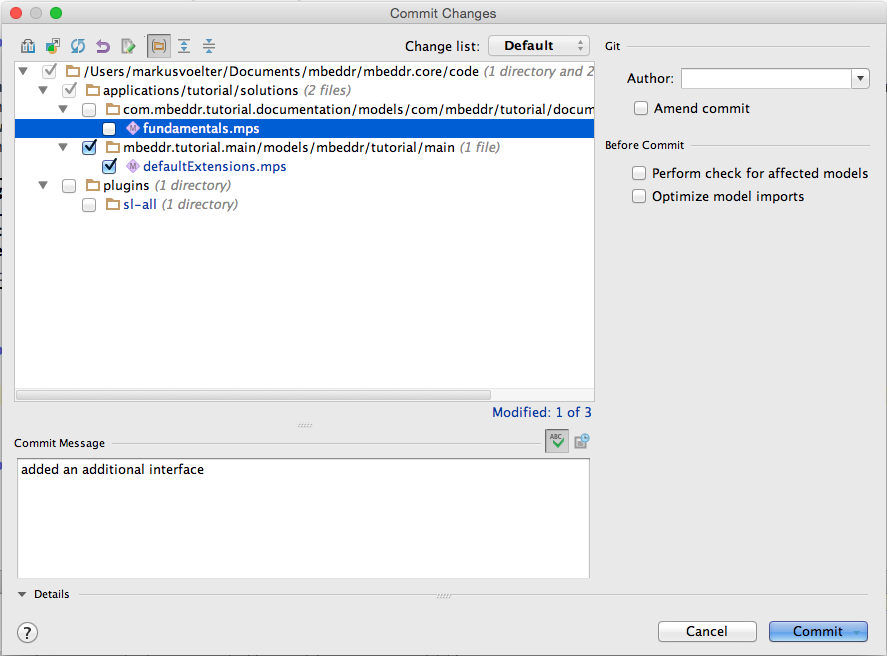 Commit Changes
Change list: Default
/Users/markusvoelter/Documents/mbeddr/mbeddr.core/code (1 directory and 2
applications/tutorial/solutions (2 files)
com.mbeddr.tutorial.documentation/models/com/mbeddr/tutorial/docum
fundamentals.mps
mbeddr.tutorial.main/models/mbeddr/tutorial/main (1 file)
defaultExtensions.mps
plugins (1 directory)
sl-all (1 directory)
Modified: 1 of 3
Git
Author:
Amend commit
Before Commit
Perform check for affected models
Optimize model imports
Commit Message
ABC
added an additional interface
Details
?
Cancel
Commit